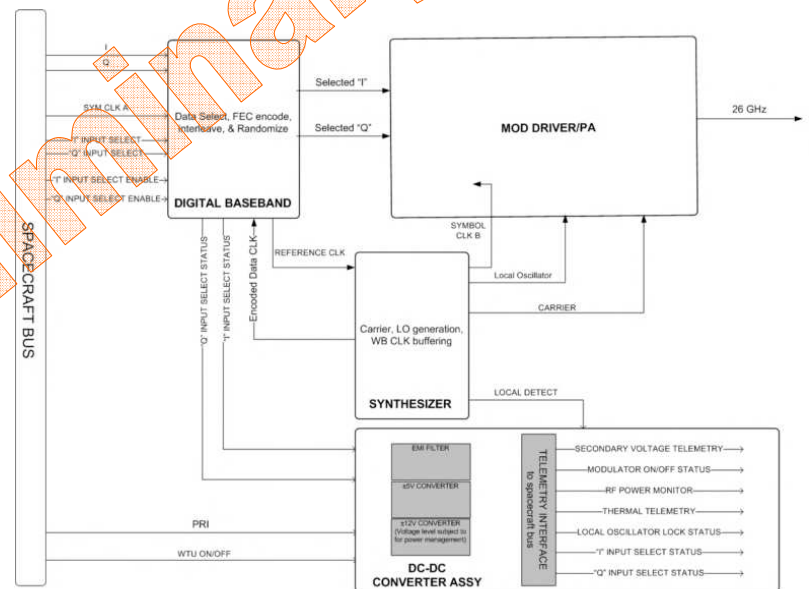 I
Q
SYM CLK A
"I" INPUT SELECT
"Q" INPUT SELECT
"I" INPUT SELECT ENABLE
"Q" INPUT SELECT ENABLE
SPACECRAFT BUS
Data Select, FEC encode,
interleave, & Randomize
DIGITAL BASEBAND
Selected "I"
Selected "Q"
MOD DRIVER/PA
26 GHz
"Q" INPUT SELECT STATUS
"I" INPUT SELECT STATUS
Encoded Data CLK
REFERENCE CLK
SYMBOL
CLK B
Local Oscillator
CARRIER
Carrier, LO generation,
WB CLK buffering
SYNTHESIZER
LOCAL DETECT
PRI
WTU ON/OFF
EMI FILTER
±5V CONVERTER
±12V CONVERTER
(Voltage level subject to
for power management)
DC-DC
CONVERTER ASSY
TELEMETRY INTERFACE
to spacecraft bus
SECONDARY VOLTAGE TELEMETRY
MODULATOR ON/OFF STATUS
RF POWER MONITOR
THERMAL TELEMETRY
LOCAL OSCILLATOR LOCK STATUS
"I" INPUT SELECT STATUS
"Q" INPUT SELECT STATUS